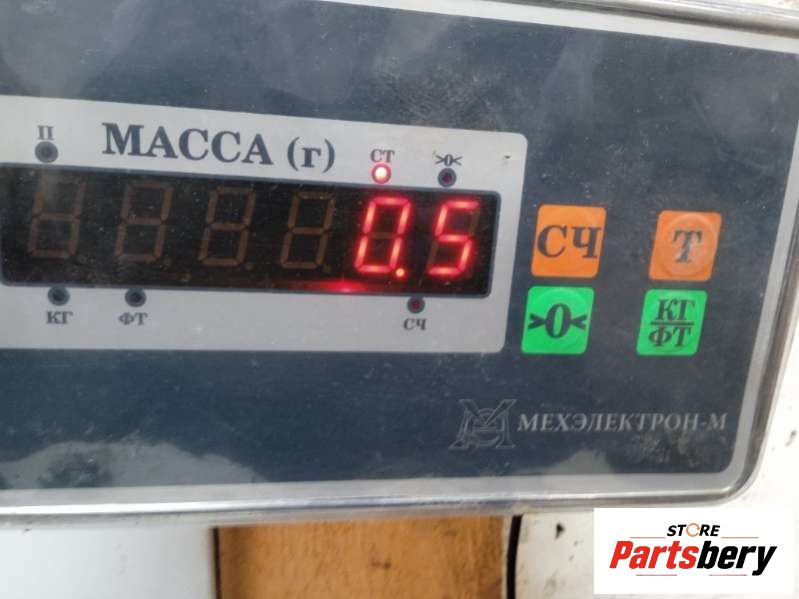 П МАССА (г) СТ >0<
0.5
КГ ФТ СЧ
СЧ Т
>0< КГ
ФТ
МЕХЭЛЕКТРОН-М
STORE
Partsbery